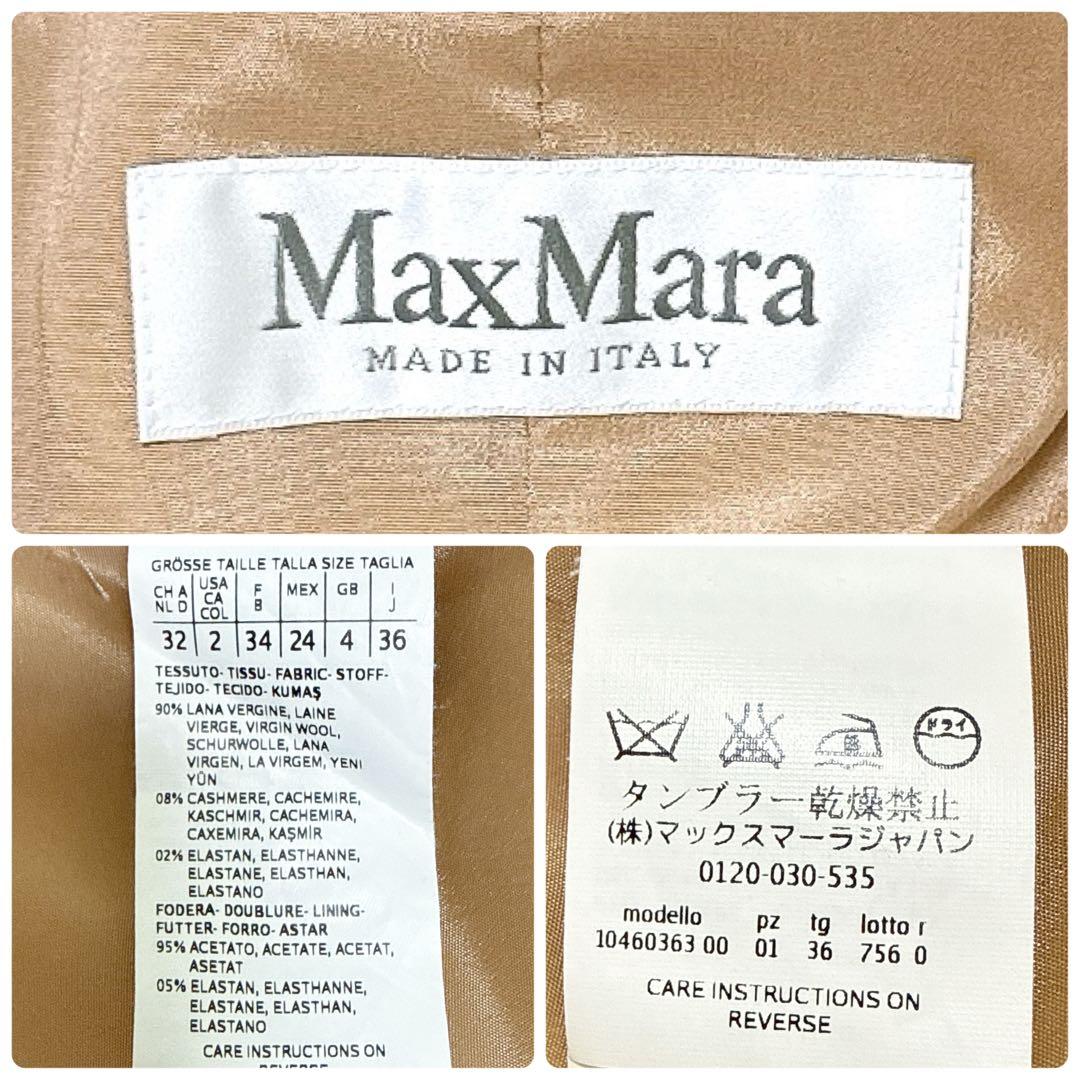 MaxMara
MADE IN ITALY
GRÖSSE TAILLE TALLA SIZE TAGLIA
CH A NL D
USA CA COL
F B
MEX
GB
I J
32 2 34 24 4 36
TESSUTO- TISSU- FABRIC- STOFF-
TEJIDO- TECIDO- KUMAŞ
90% LANA VERGINE, LAINE
VIERGE, VIRGIN WOOL,
SCHURWOLLE, LANA
VIRGEN, LA VIRGEM, YENI
YÜN
08% CASHMERE, CACHEMIRE,
KASCHMIR, CACHEMIRA,
CAXEMIRA, KAŞMİR
02% ELASTAN, ELASTHANNE,
ELASTANE, ELASTHAN,
ELASTANO
FODERA- DOUBLURE- LINING-
FUTTER- FORRO- ASTAR
95% ACETATO, ACETATE, ACETAT,
ASETAT
05% ELASTAN, ELASTHANNE,
ELASTANE, ELASTHAN,
ELASTANO
CARE INSTRUCTIONS ON
REVERSE
ドライ
タンブラー乾燥禁止
(株)マックスマーラジャパン
0120-030-535
modello pz tg lotto r
10460363 00 01 36 756 0
CARE INSTRUCTIONS ON
REVERSE